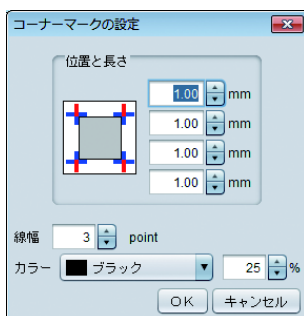 コーナーマークの設定
位置と長さ
1.00 mm
1.00 mm
1.00 mm
1.00 mm
線幅 3 point
カラー ブラック 25 %
OK キャンセル